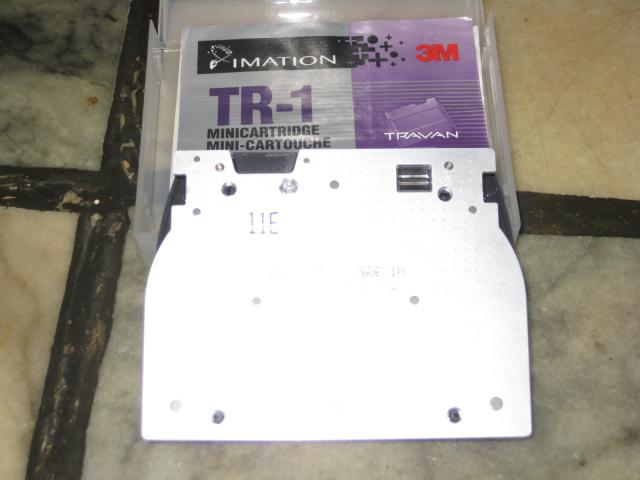 IMATION
3M
TR-1
MINICARTRIDGE
MINI-CARTOUCHE
TRAVAN
11E